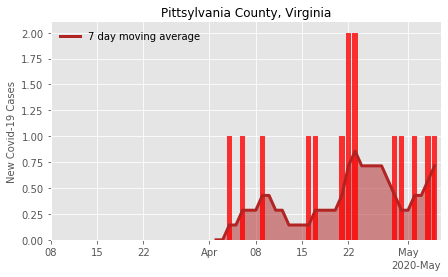 Pittsylvania County, Virginia
7 day moving average
New Covid-19 Cases
2.00
1.75
1.50
1.25
1.00
0.75
0.50
0.25
0.00
08 15 22 Apr 08 15 22 May
2020-May